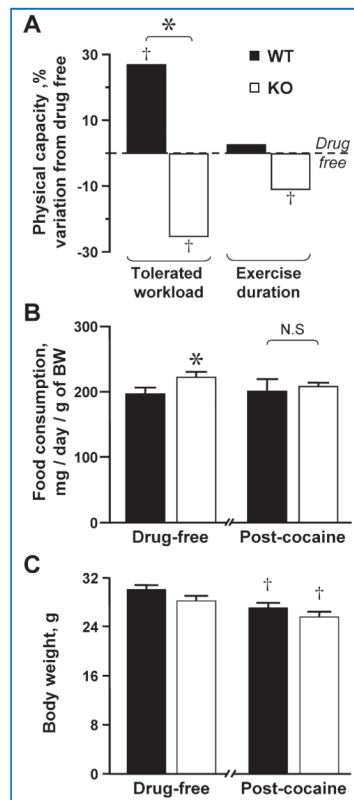 A
Physical capacity ,%
variation from drug free
30
10
-10
-30
†
*
WT
KO
Drug
free
†
†
Tolerated
workload
Exercise
duration
B
Food consumption,
mg / day / g of BW
300
200
100
0
*
N.S
Drug-free
Post-cocaine
C
Body weight, g
32
24
16
8
0
†
†
Drug-free
Post-cocaine